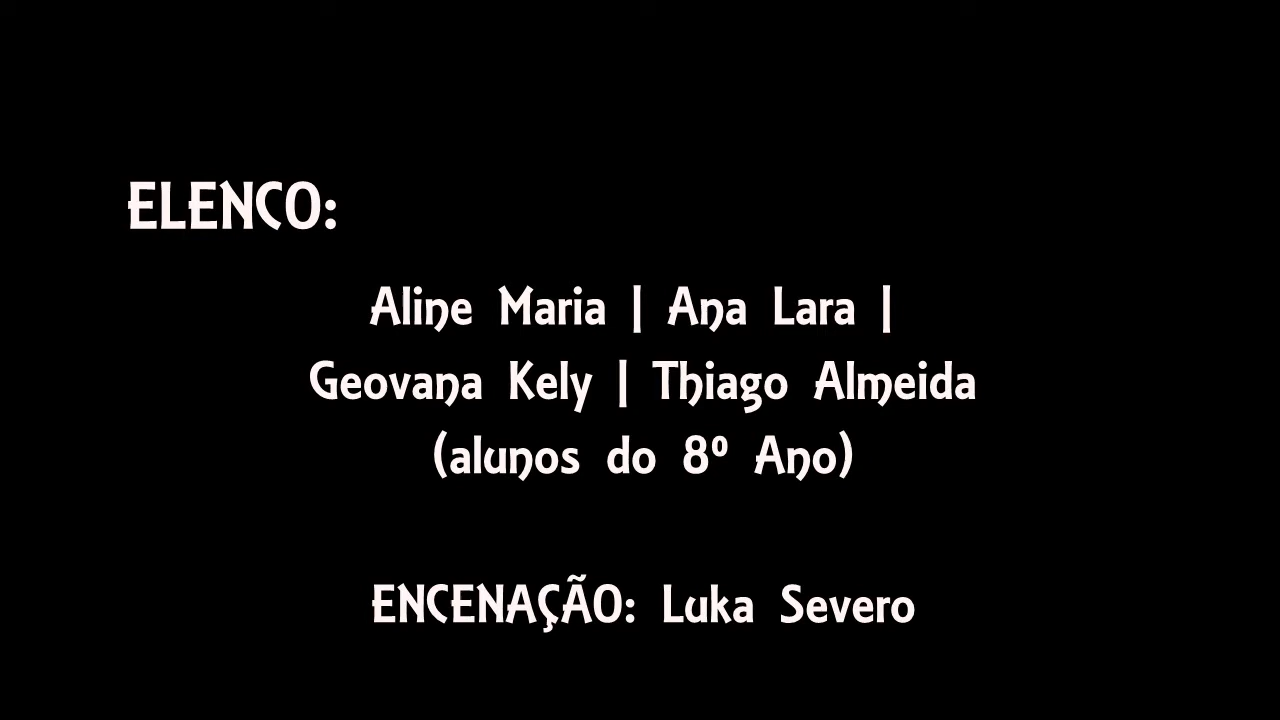 ELENCO:
Aline Maria | Ana Lara |
Geovana Kely | Thiago Almeida
(alunos do 8º Ano)
ENCENAÇÃO: Luka Severo